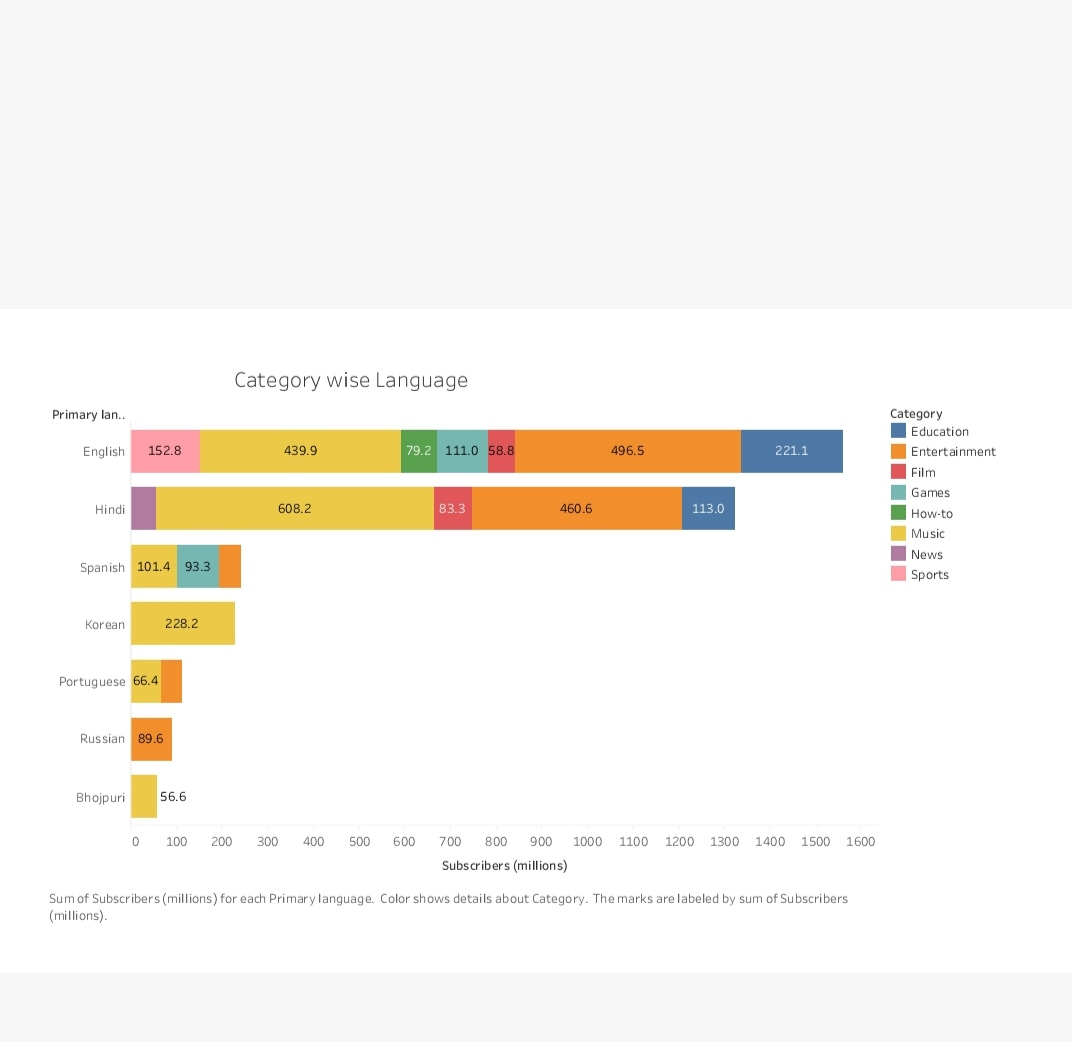 Category wise Language
Primary lan..
English 152.8 439.9 79.2 111.0 58.8 496.5 221.1
Hindi 608.2 83.3 460.6 113.0
Spanish 101.4 93.3
Korean 228.2
Portuguese 66.4
Russian 89.6
Bhojpuri 56.6
0 100 200 300 400 500 600 700 800 900 1000 1100 1200 1300 1400 1500 1600
Subscribers (millions)
Category
Education
Entertainment
Film
Games
How-to
Music
News
Sports
Sum of Subscribers (millions) for each Primary language. Color shows details about Category. The marks are labeled by sum of Subscribers
(millions).